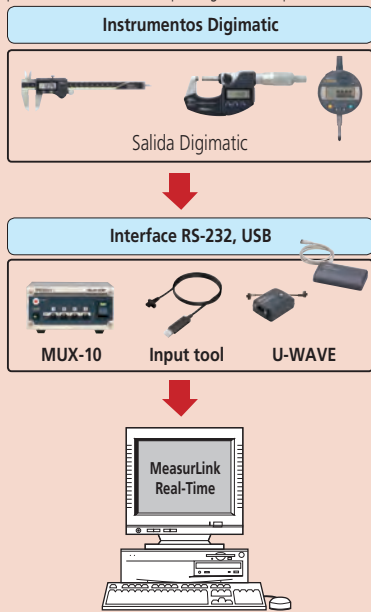 Instrumentos Digimatic
Salida Digimatic
Interface RS-232, USB
MUX-10
Input tool
U-WAVE
MeasurLink
Real-Time